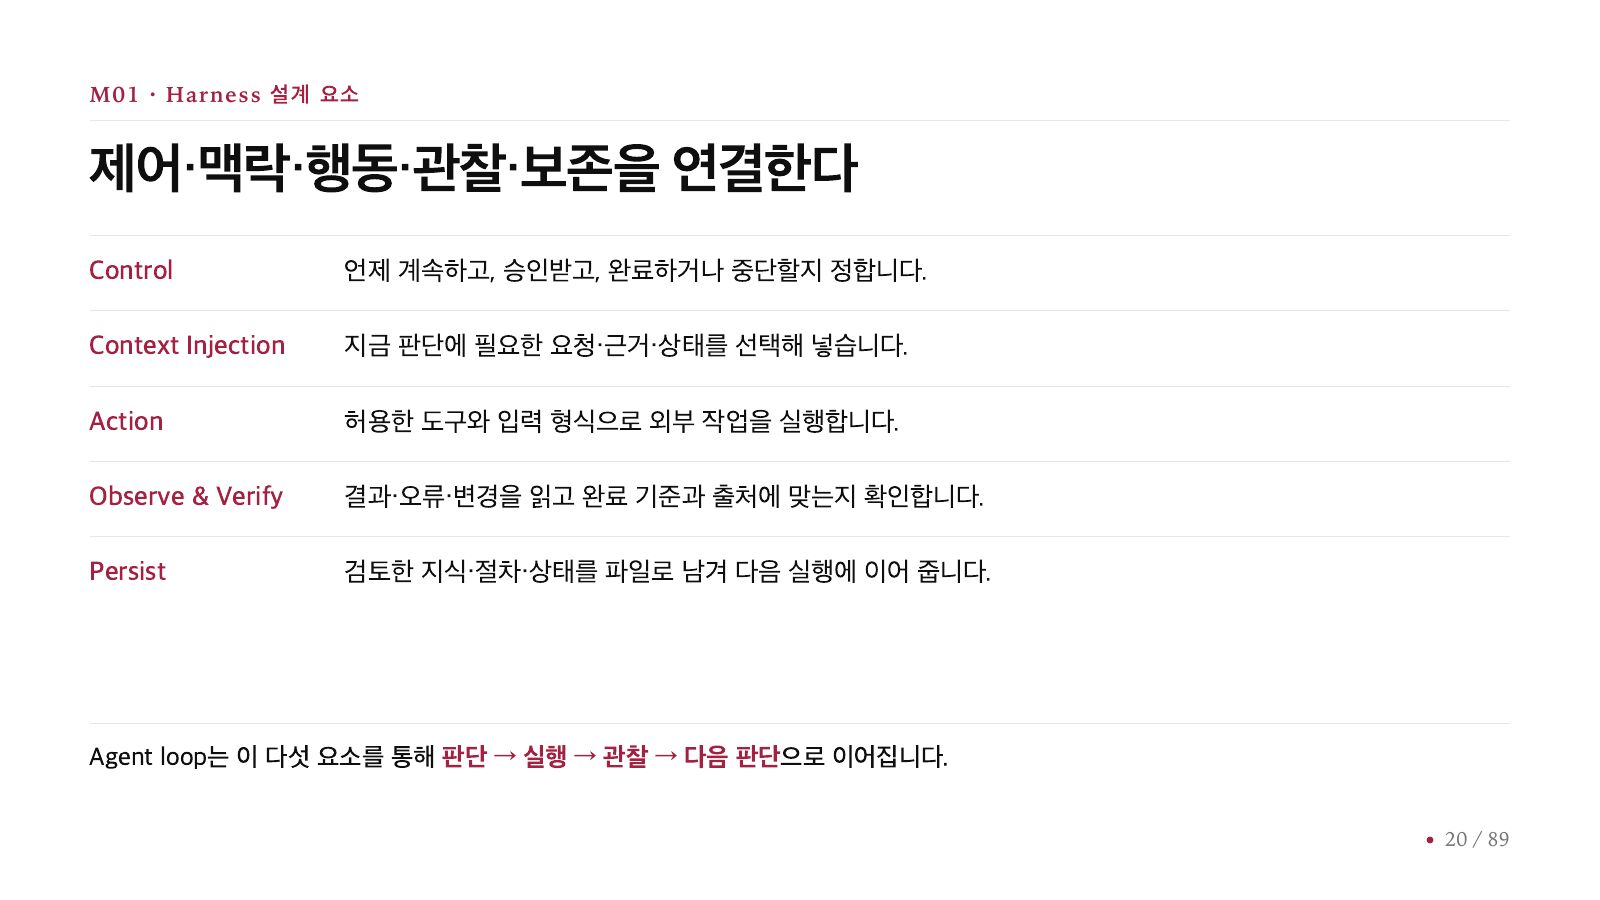 M01 · Harness 설계 요소
제어·맥락·행동·관찰·보존을 연결한다
Control 언제 계속하고, 승인받고, 완료하거나 중단할지 정합니다.
Context Injection 지금 판단에 필요한 요청·근거·상태를 선택해 넣습니다.
Action 허용한 도구와 입력 형식으로 외부 작업을 실행합니다.
Observe & Verify 결과·오류·변경을 읽고 완료 기준과 출처에 맞는지 확인합니다.
Persist 검토한 지식·절차·상태를 파일로 남겨 다음 실행에 이어 줍니다.
Agent loop는 이 다섯 요소를 통해 판단 → 실행 → 관찰 → 다음 판단으로 이어집니다.
• 20 / 89